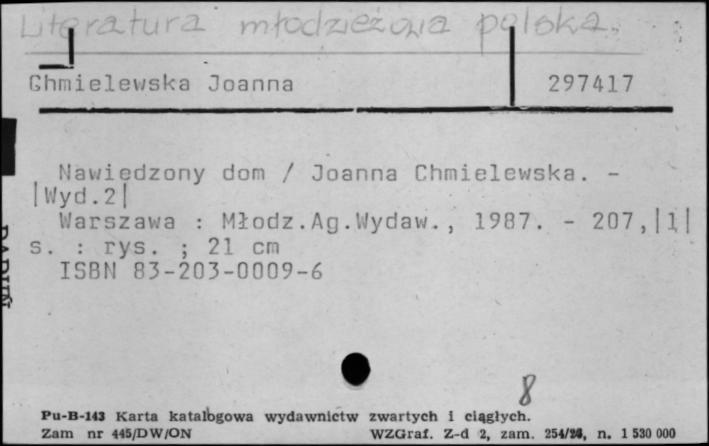 Literatura młodzieżowa polska.
Chmielewska Joanna 297417
Nawiedzony dom / Joanna Chmielewska. -
|Wyd.2|
Warszawa : Młodz.Ag.Wydaw., 1987. - 207,|1|
s. : rys. ; 21 cm
ISBN 83-203-0009-6
8
Pu-B-143 Karta katalogowa wydawnictw zwartych i ciągłych.
Zam nr 445/DW/ON WZGraf. Z-d 2, zam. 254/26, n. 1 530 000